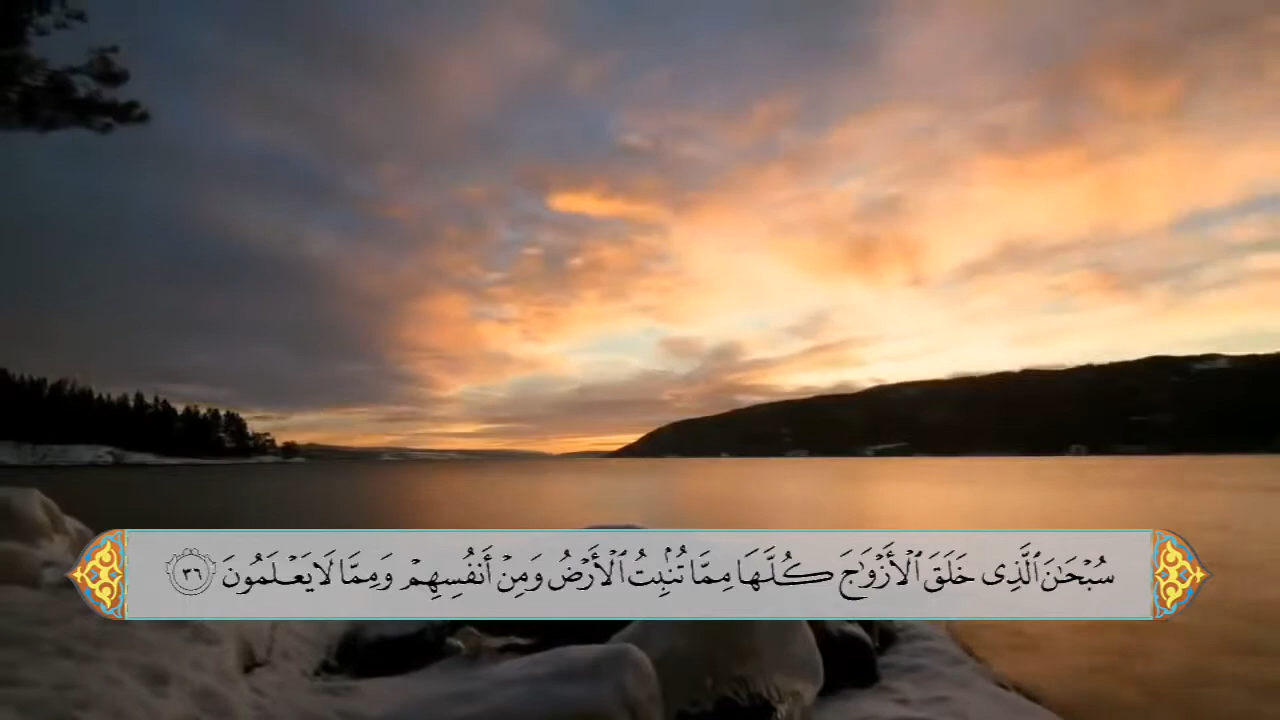 سُبْحَٰنَ ٱلَّذِى خَلَقَ ٱلْأَزْوَٰجَ كُلَّهَا مِمَّا تُنۢبِتُ ٱلْأَرْضُ وَمِنْ أَنفُسِهِمْ وَمِمَّا لَا يَعْلَمُونَ ٣٦